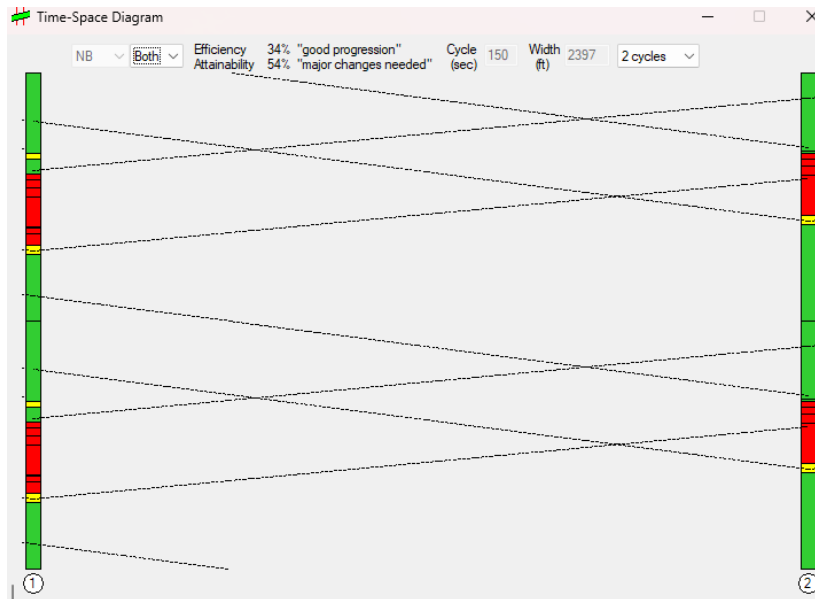 Time-Space Diagram
NB Both Efficiency 34% "good progression" Cycle 150 Width 2397 2 cycles
Attainability 54% "major changes needed" (sec) (ft)
1 2